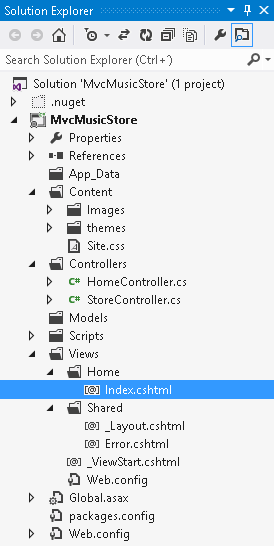 Solution Explorer
Search Solution Explorer (Ctrl+´)
Solution 'MvcMusicStore' (1 project)
.nuget
MvcMusicStore
Properties
References
App_Data
Content
Images
themes
Site.css
Controllers
C# HomeController.cs
C# StoreController.cs
Models
Scripts
Views
Home
[@] Index.cshtml
Shared
[@] _Layout.cshtml
[@] Error.cshtml
[@] _ViewStart.cshtml
Web.config
Global.asax
packages.config
Web.config